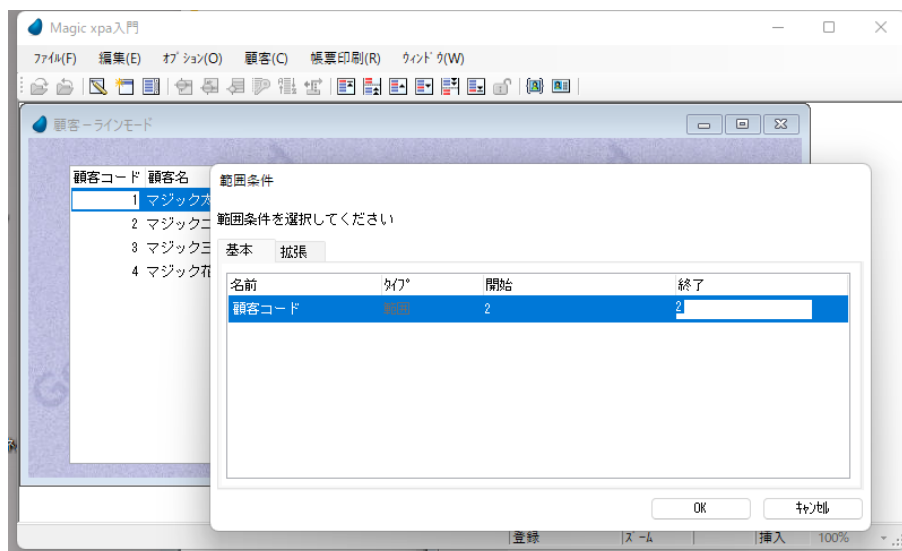 Magic xpa入門
ﾌｧｲﾙ(F) 編集(E) ｵﾌﾟｼｮﾝ(O) 顧客(C) 帳票印刷(R) ｳｨﾝﾄﾞｳ(W)
顧客－ラインモード
顧客コード 顧客名
1 マジック太
2 マジック二
3 マジック三
4 マジック花
範囲条件
範囲条件を選択してください
基本 拡張
名前 ﾀｲﾌﾟ 開始 終了
顧客コード 範囲 2 2
OK ｷｬﾝｾﾙ
登録 ｽﾞｰﾑ 挿入 100%